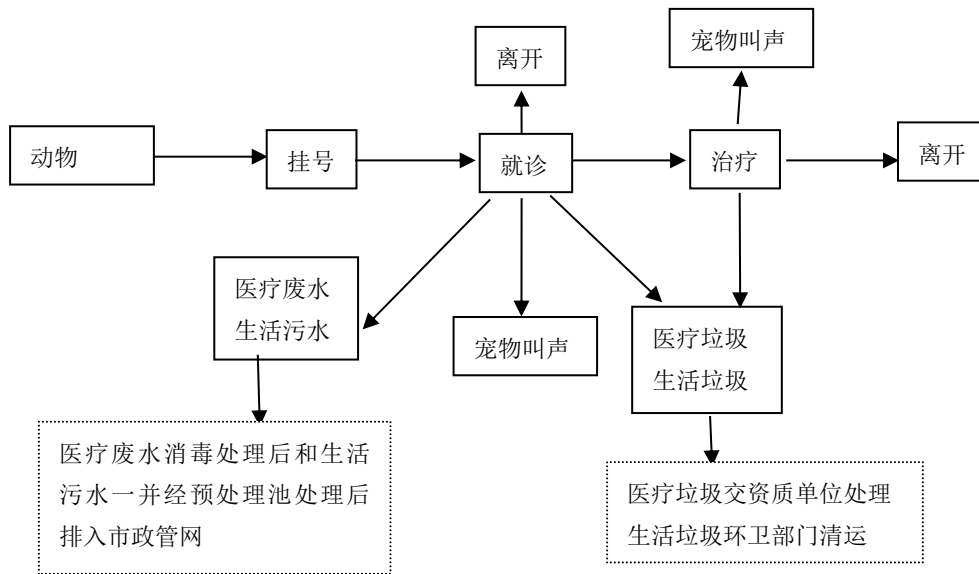 宠物叫声
离开
动物
挂号
就诊
治疗
离开
医疗废水
生活污水
宠物叫声
医疗垃圾
生活垃圾
医疗废水消毒处理后和生活
污水一并经预处理池处理后
排入市政管网
医疗垃圾交资质单位处理
生活垃圾环卫部门清运